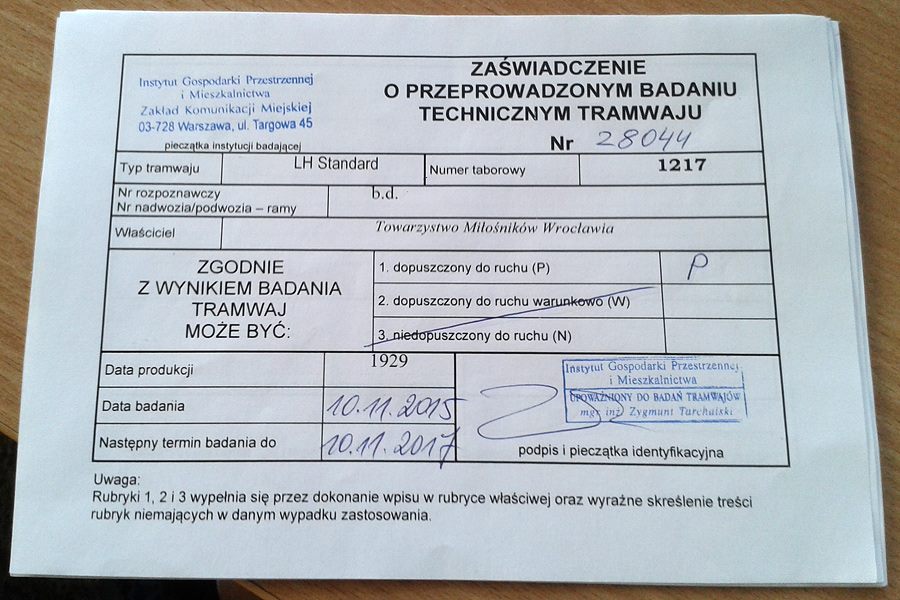 Instytut Gospodarki Przestrzennej
i Mieszkalnictwa
Zakład Komunikacji Miejskiej
03-728 Warszawa, ul. Targowa 45
pieczątka instytucji badającej
ZAŚWIADCZENIE
O PRZEPROWADZONYM BADANIU
TECHNICZNYM TRAMWAJU
Nr 28044
Typ tramwaju LH Standard Numer taborowy 1217
Nr rozpoznawczy b.d.
Nr nadwozia/podwozia – ramy
Właściciel Towarzystwo Miłośników Wrocławia
ZGODNIE
Z WYNIKIEM BADANIA
TRAMWAJ
MOŻE BYĆ:
1. dopuszczony do ruchu (P) P
2. dopuszczony do ruchu warunkowo (W)
3. niedopuszczony do ruchu (N)
Data produkcji 1929
Data badania 10.11.2015
Następny termin badania do 10.11.2017
Instytut Gospodarki Przestrzennej
i Mieszkalnictwa
UPOWAŻNIONY DO BADAŃ TRAMWAJÓW
mgr inż. Zygmunt Tarchalski
podpis i pieczątka identyfikacyjna
Uwaga:
Rubryki 1, 2 i 3 wypełnia się przez dokonanie wpisu w rubryce właściwej oraz wyraźne skreślenie treści
rubryk niemających w danym wypadku zastosowania.